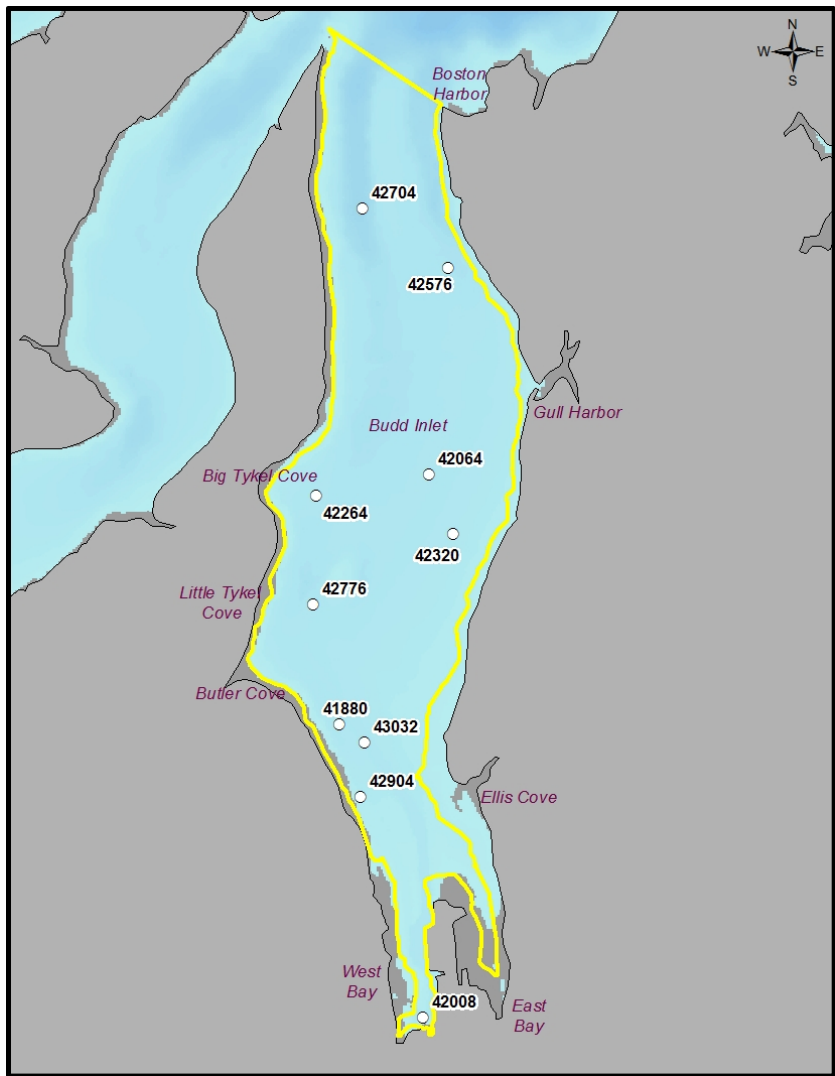 N
W E
S
Boston
Harbor
42704
42576
Gull Harbor
Budd Inlet
42064
Big Tykel Cove
42264
42320
42776
Little Tykel
Cove
Butler Cove
41880
43032
42904
Ellis Cove
West
Bay
42008
East
Bay